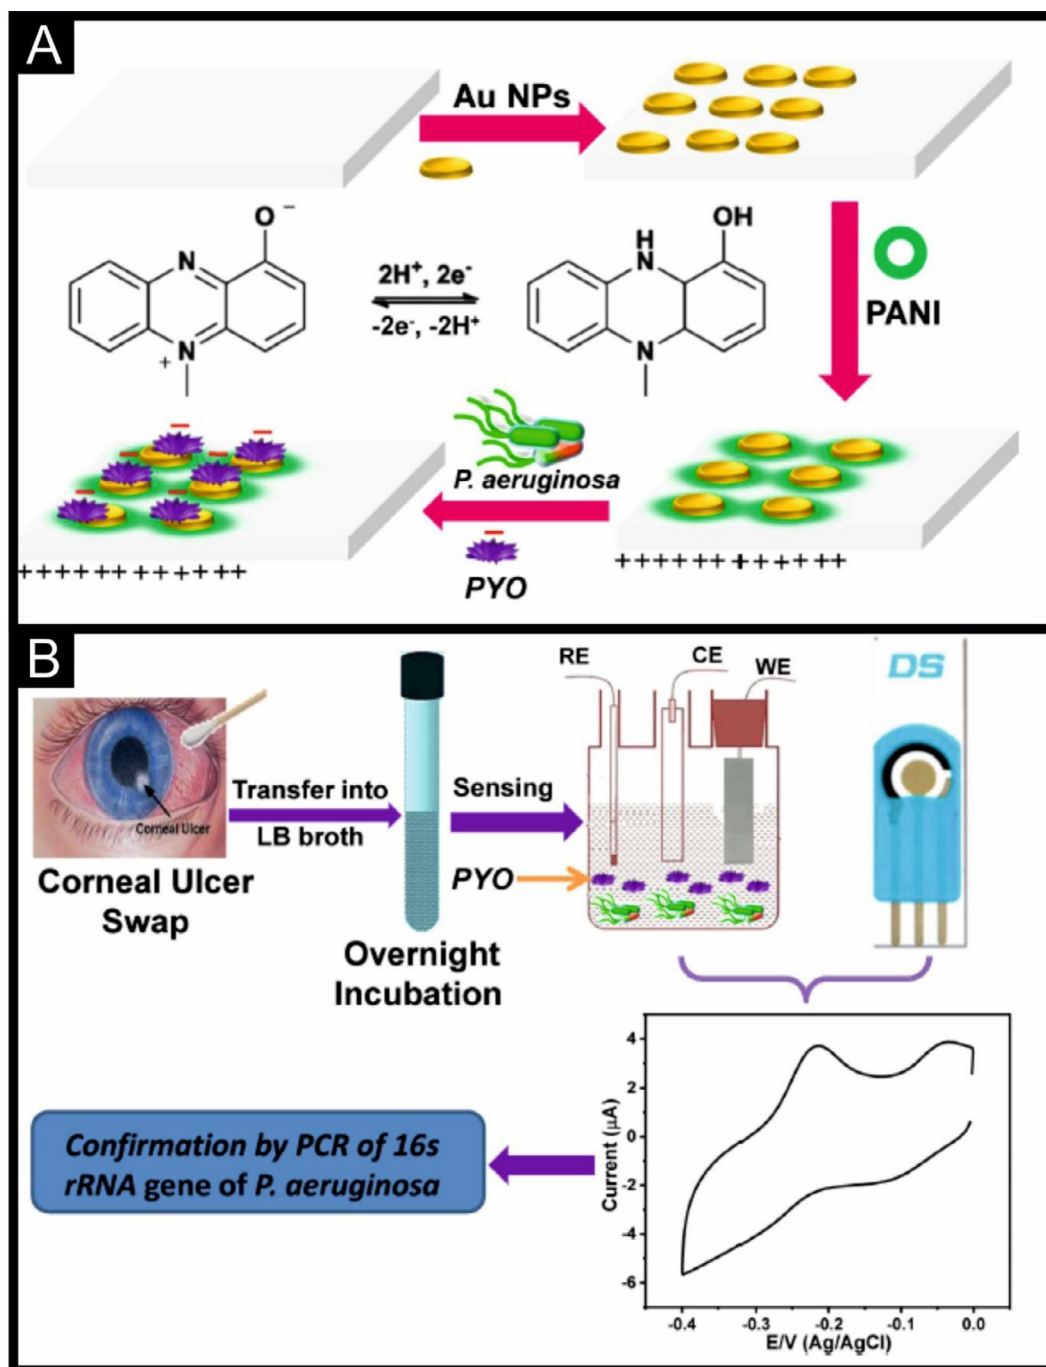 A
Au NPs
O⁻
N
N
+
2H⁺, 2e⁻
-2e⁻, -2H⁺
H
N
OH
N
PANI
P. aeruginosa
PYO
+++++++ ++++++
+++++++ ++++++
B
Corneal Ulcer
Corneal Ulcer
Swap
Transfer into
LB broth
Overnight
Incubation
Sensing
PYO
RE
CE
WE
DS
Confirmation by PCR of 16s
rRNA gene of P. aeruginosa
Current (µA)
4
2
0
-2
-4
-6
-0.4
-0.3
-0.2
-0.1
0.0
E/V (Ag/AgCl)